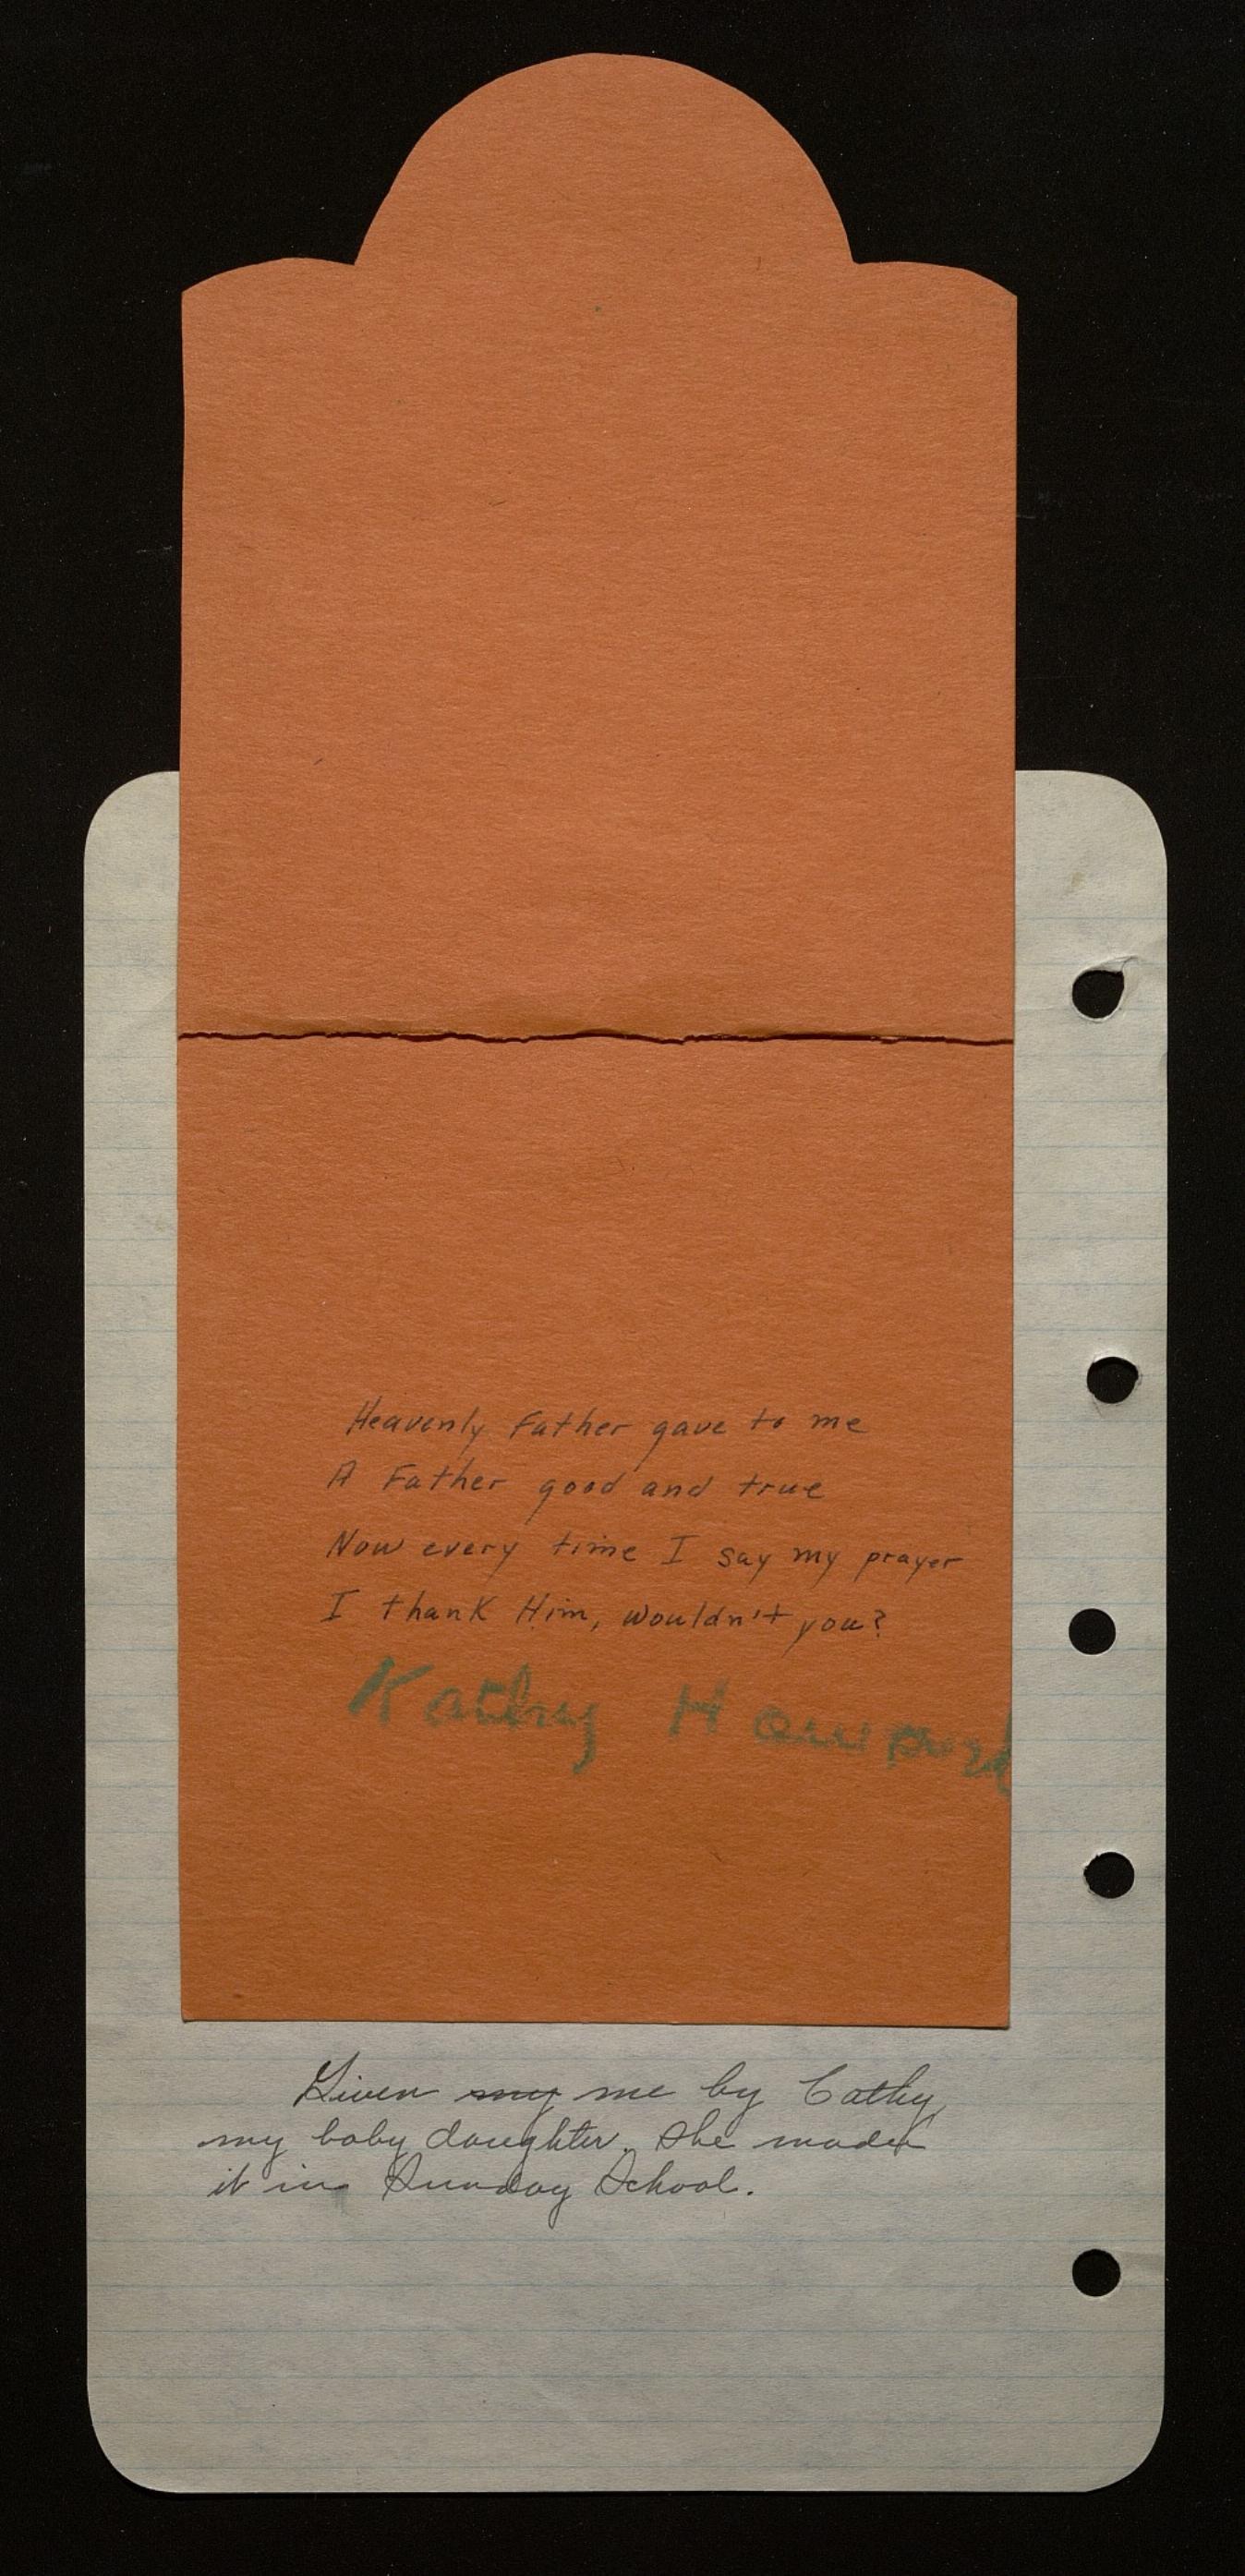 Heavenly Father gave to me
A Father good and true
Now every time I say my prayer
I thank Him, wouldn't you?
Kathy Howard
Given my me by Cathy,
my baby daughter. She made
it in Sunday School.